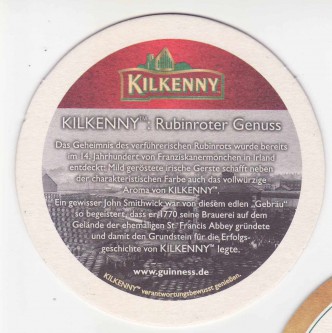 KILKENNY
KILKENNY™: Rubinroter Genuss
Das Geheimnis des verführerischen Rubinrots wurde bereits
im 14. Jahrhundert von Franziskanermönchen in Irland
entdeckt: Mild geröstete irische Gerste schafft neben
der charakteristischen Farbe auch das vollwürzige
Aroma von KILKENNY™.
Ein gewisser John Smithwick war von diesem edlen „Gebräu“
so begeistert, dass er 1770 seine Brauerei auf dem
Gelände der ehemaligen St. Francis Abbey gründete
und damit den Grundstein für die Erfolgs-
geschichte von KILKENNY™ legte.
www.guinness.de
KILKENNY™ verantwortungsbewusst genießen.